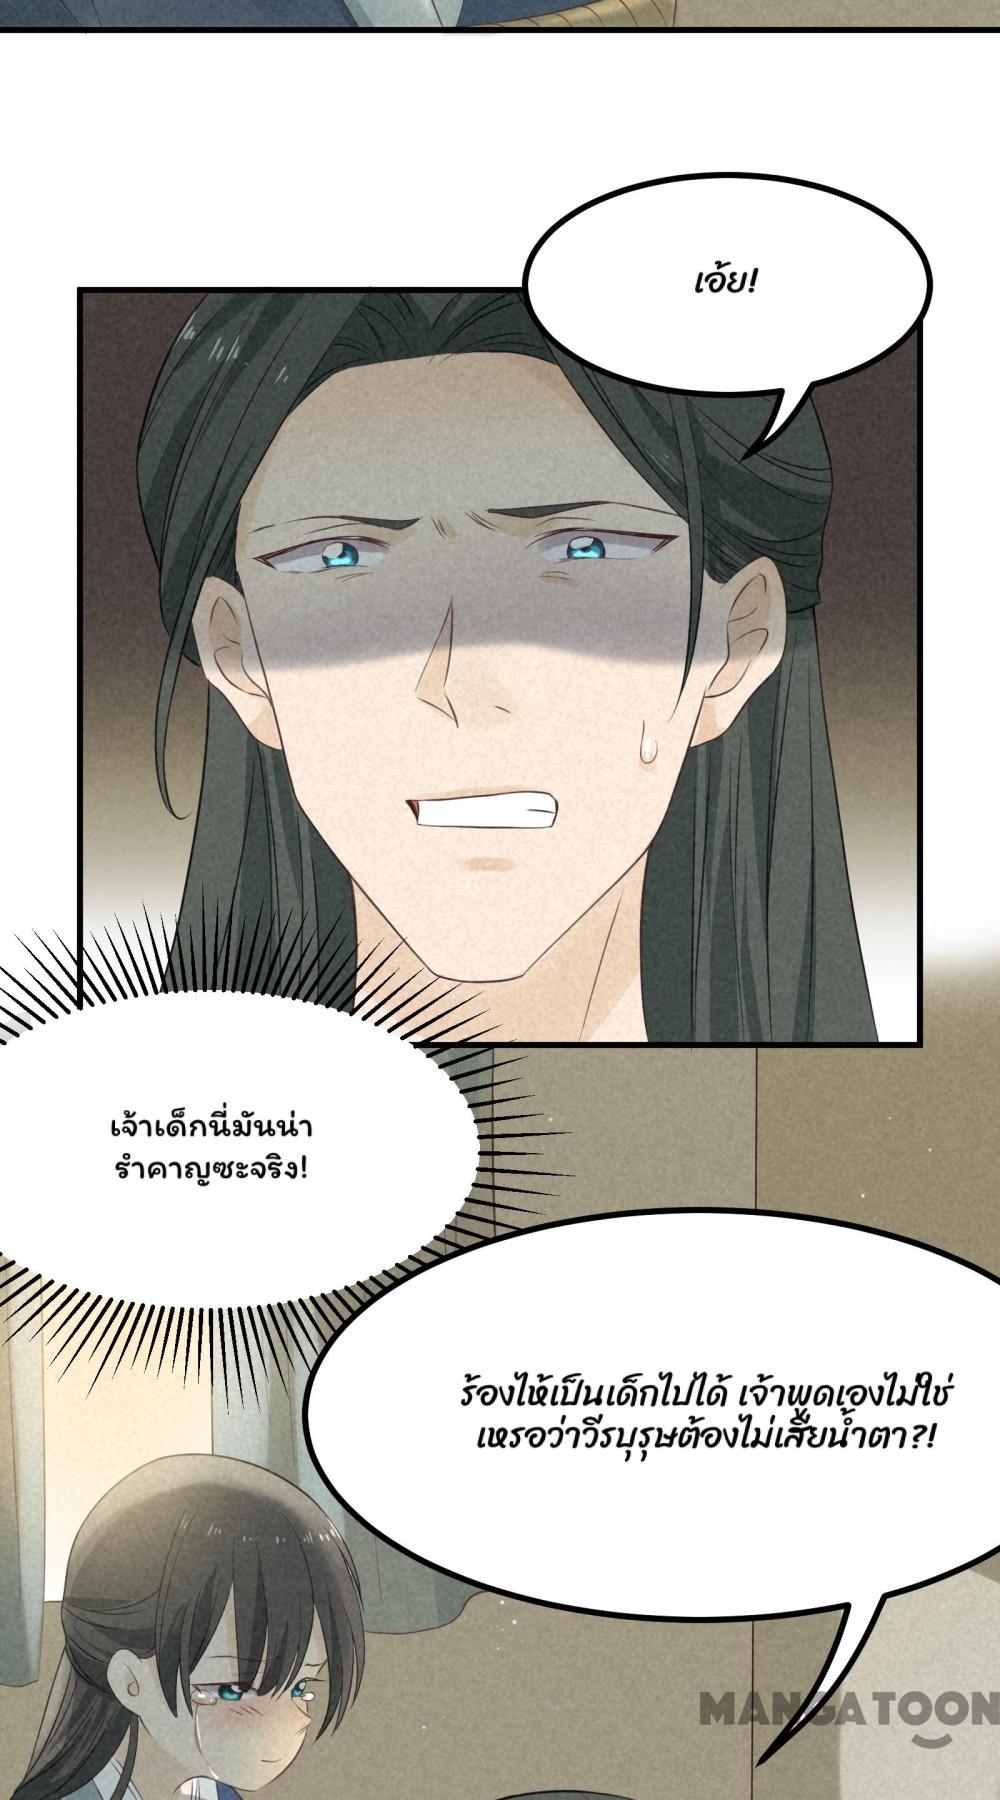 เอ้ย!
เจ้าเด็กนี่มันน่า
รำคาญซะจริง!
ร้องไห้เป็นเด็กไปได้ เจ้าพูดเองไม่ใช่
เหรอว่าวีรบุรุษต้องไม่เสียน้ำตา?!
MANGATOON